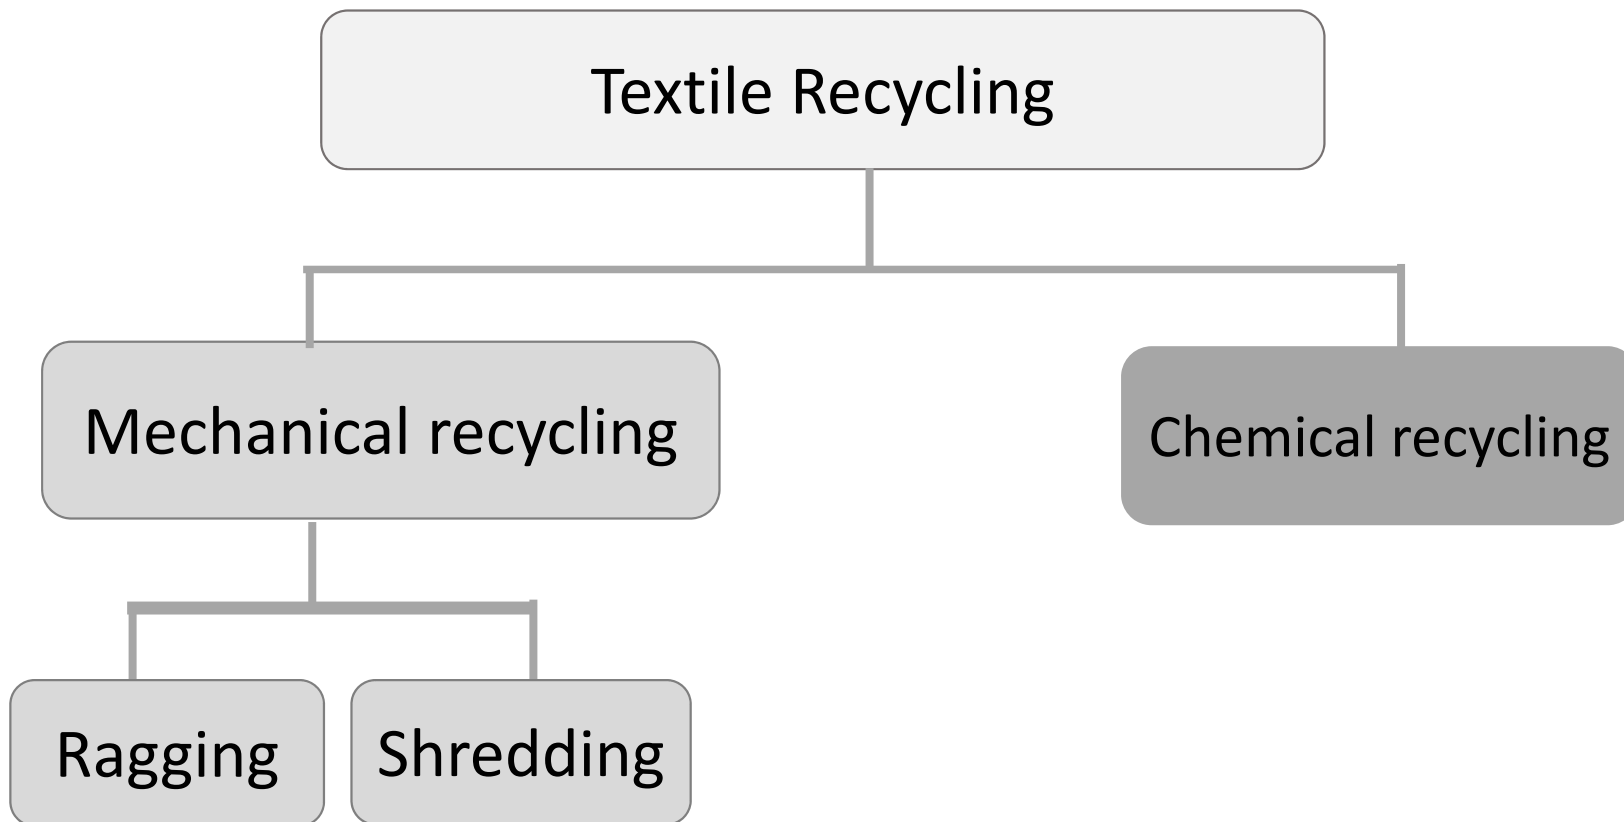 Textile Recycling
Mechanical recycling
Chemical recycling
Ragging
Shredding